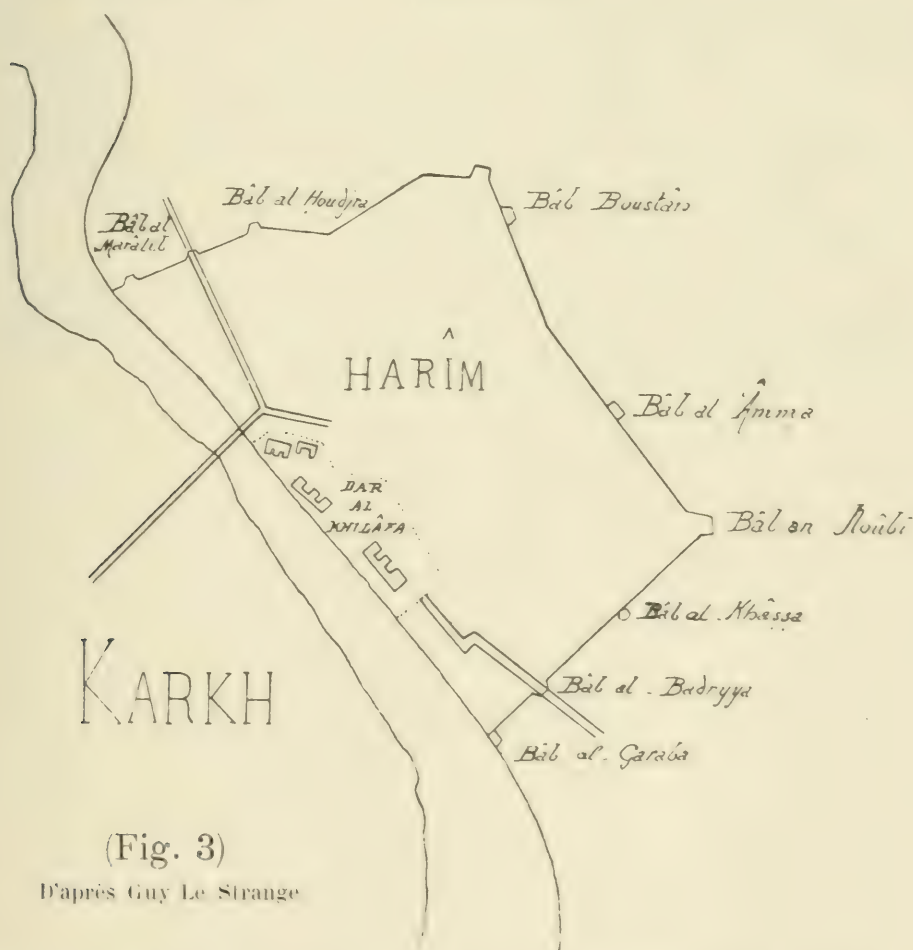 Bâb al Houdjra
Bâb al
Marâtib
Bâb Boustân
HARÎM
Bâb al Âmma
DAR
AL
KHILÂFA
Bâb an Noûbi
Bâb al-Khâssa
KARKH
Bâb al-Badryya
Bâb al-Garaba
(Fig. 3)
D'après Guy Le Strange